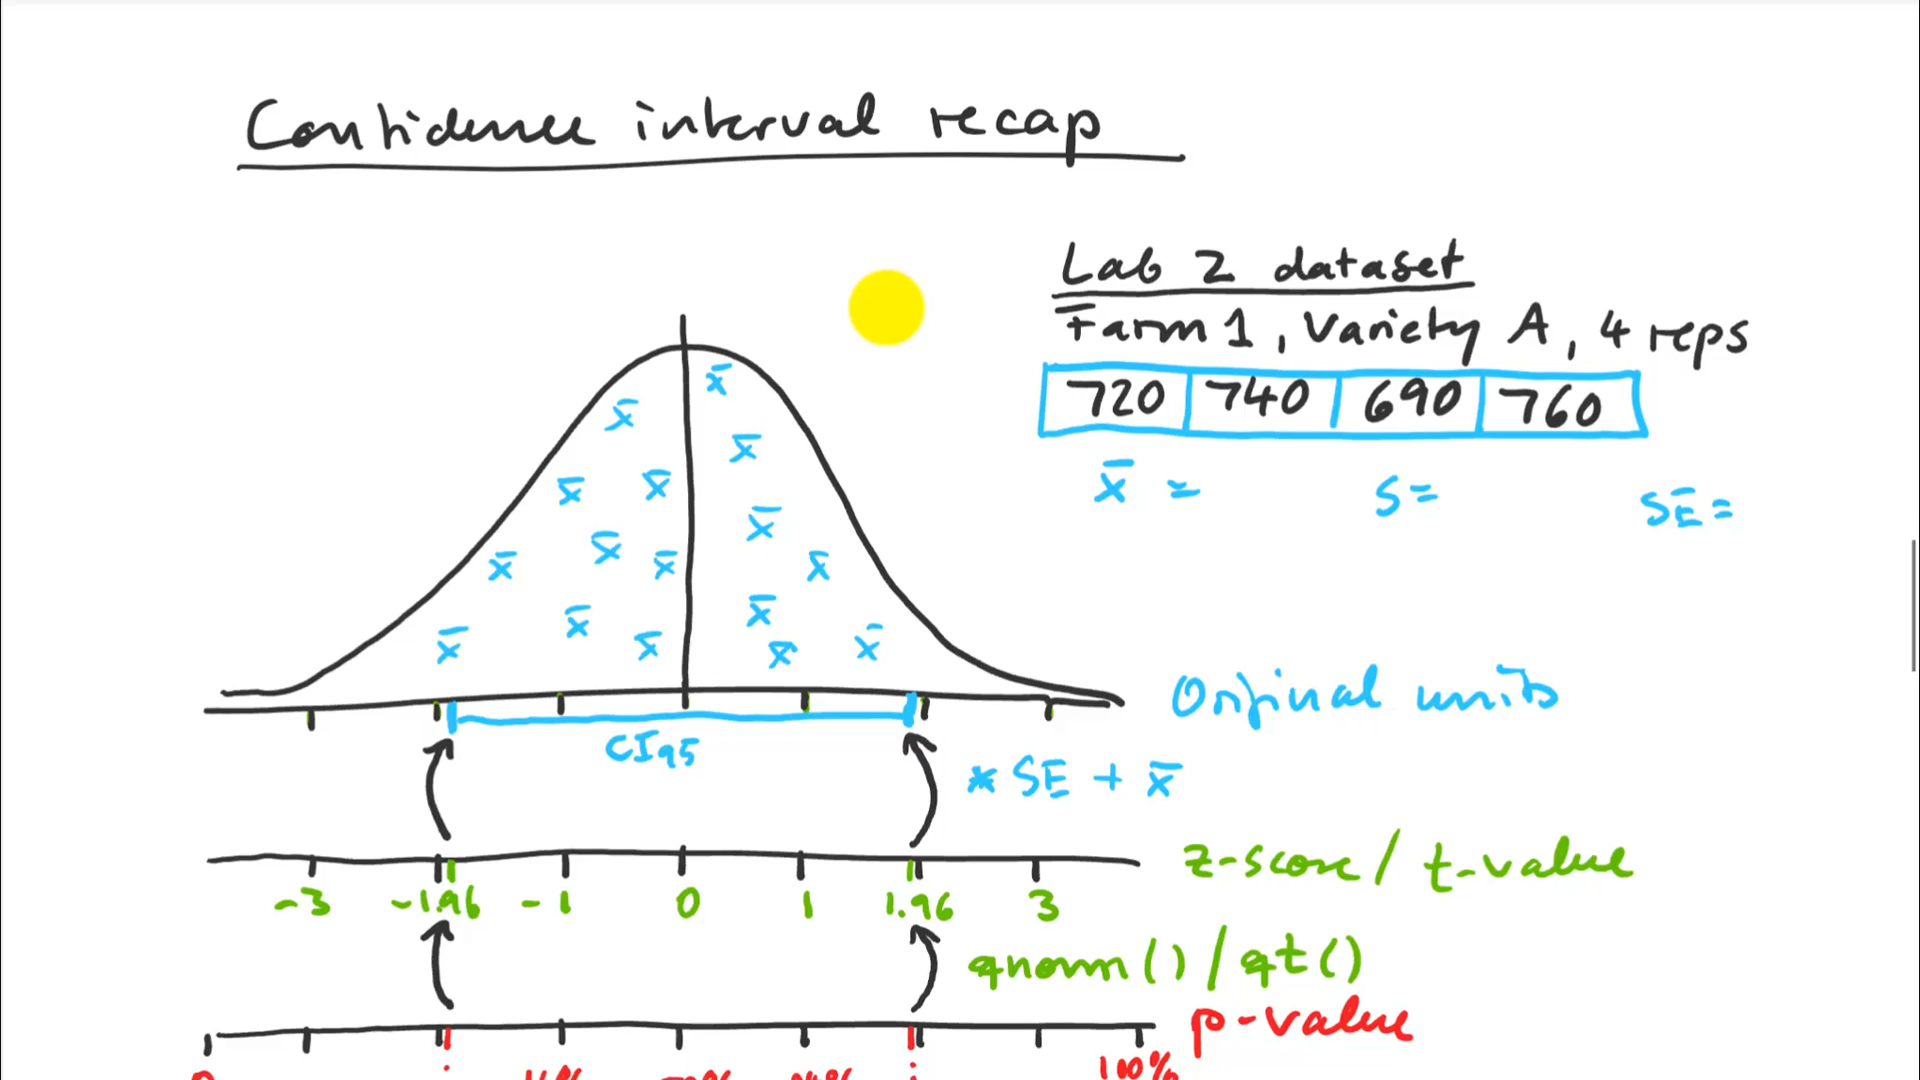 Confidence interval recap
Lab 2 dataset
Farm 1, Variety A, 4 reps
720 740 690 760
x̄ = s = SE =
x̄ x̄ x̄ x̄ x̄ x̄ x̄ x̄ x̄ x̄ x̄ x̄ x̄ x̄ x̄ x̄ x̄
Original units
CI95
* SE + x̄
z-score / t-value
-3 -1.96 -1 0 1 1.96 3
qnorm() / qt()
p-value
100%